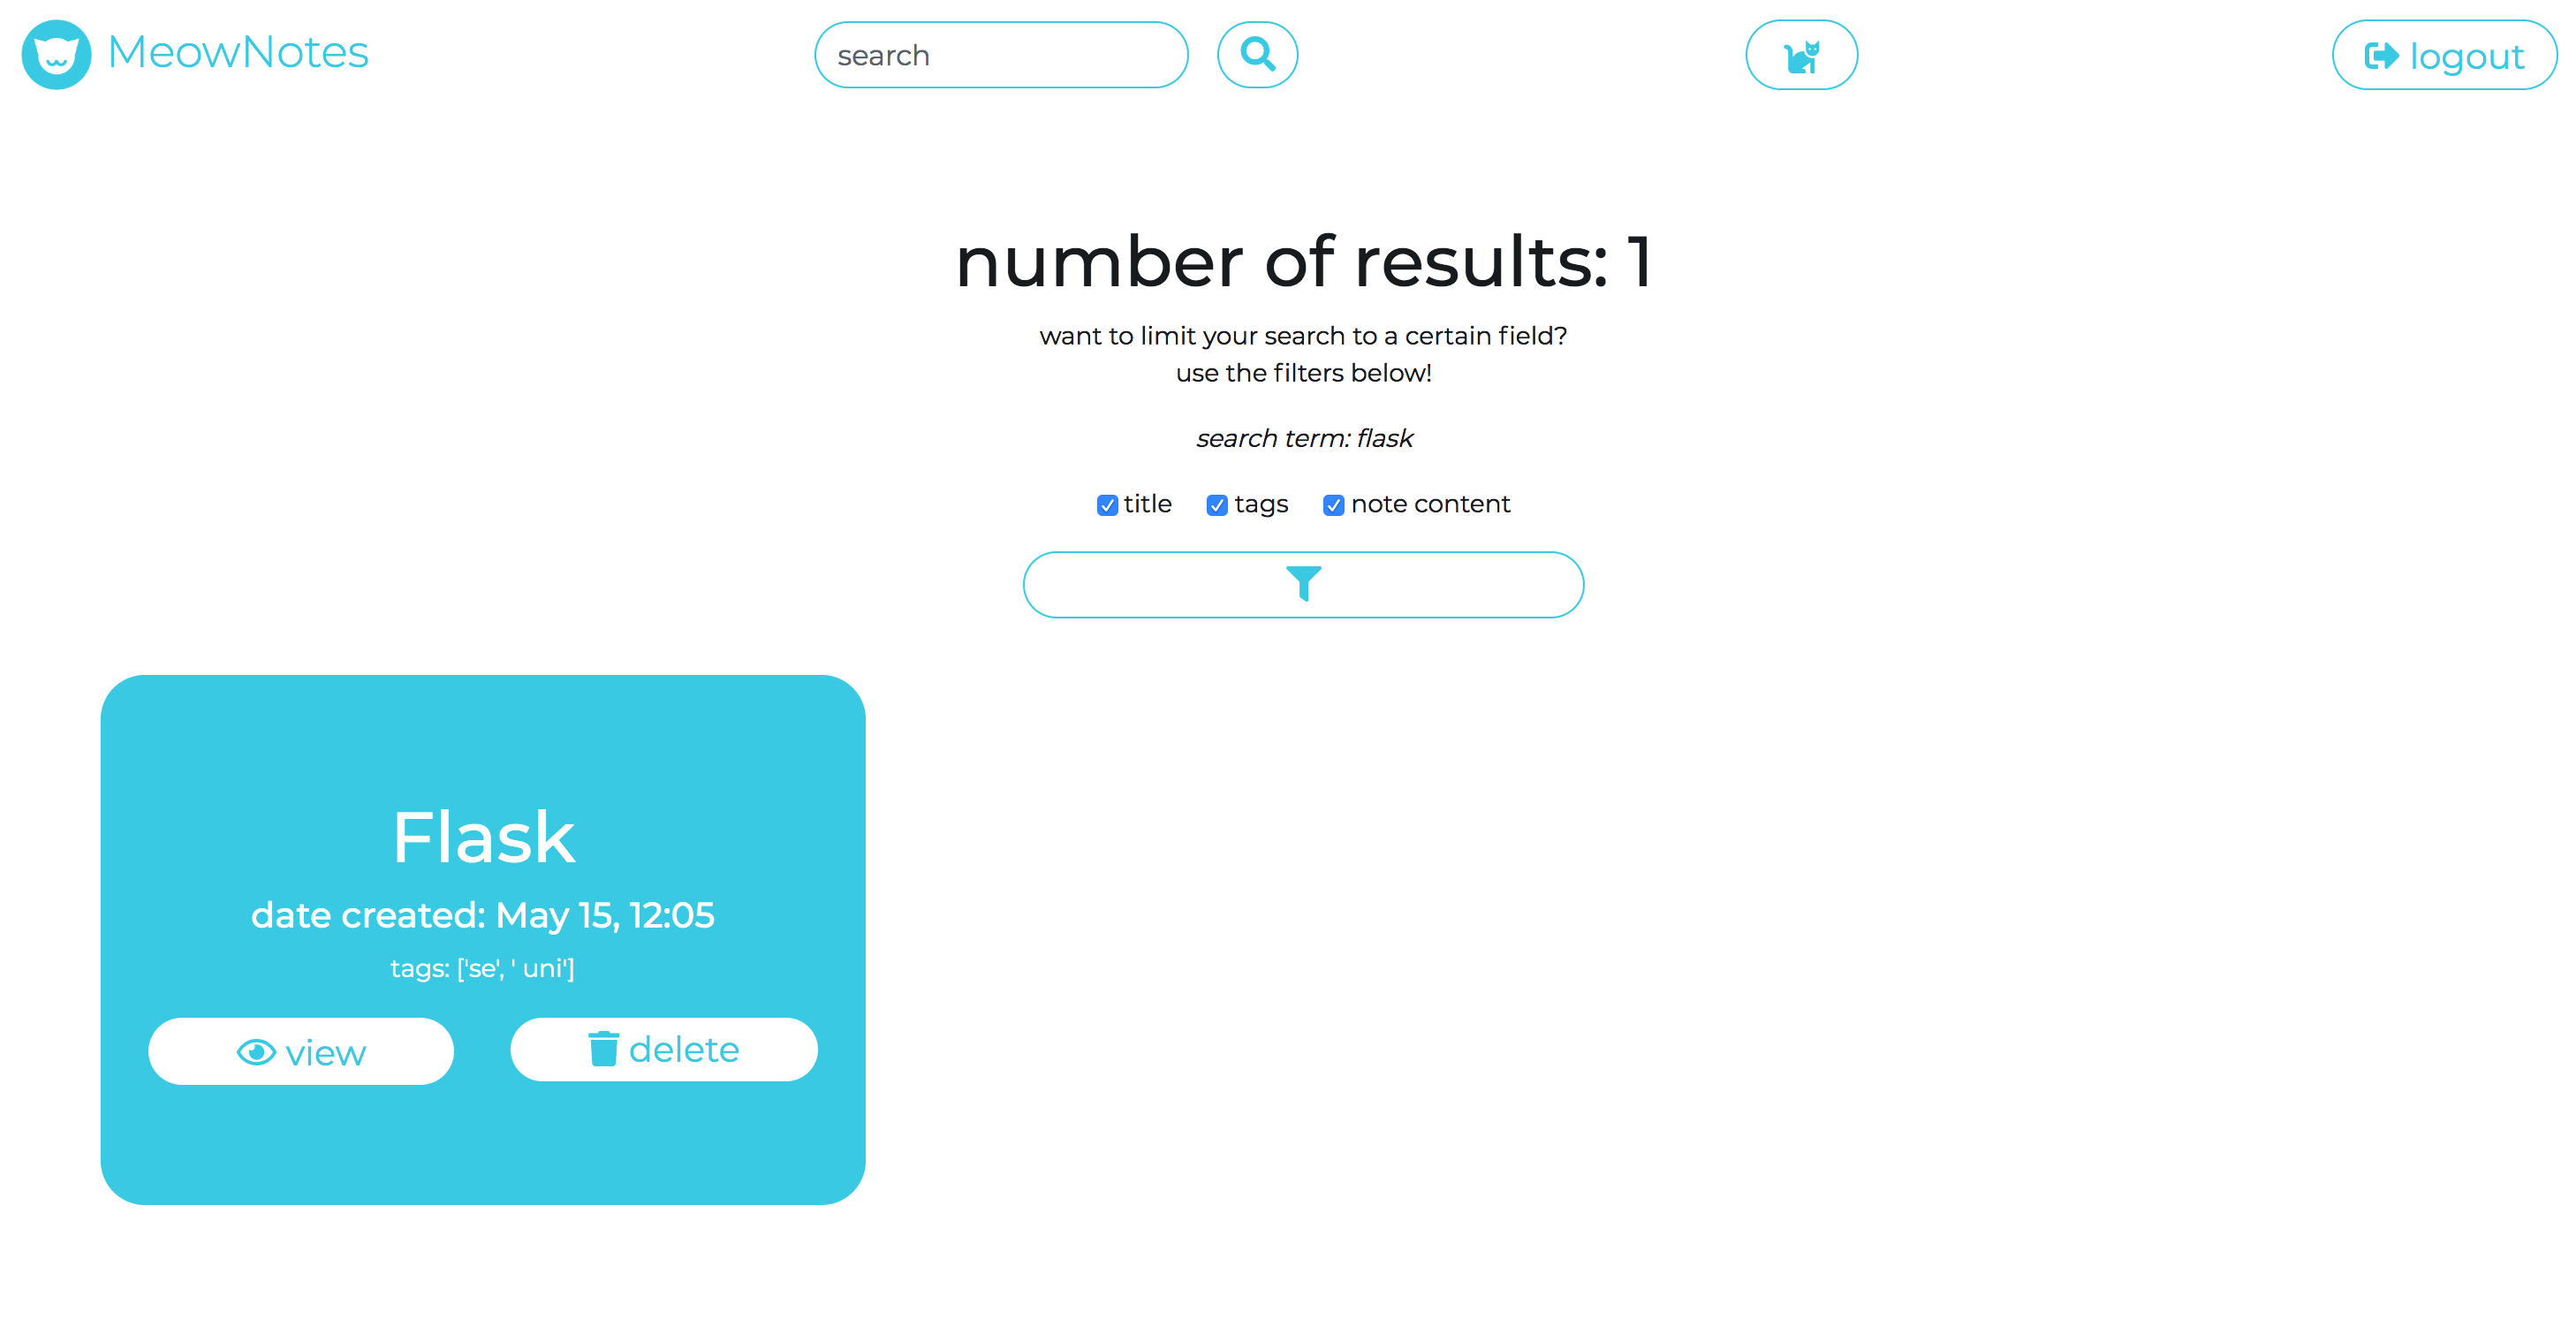 MeowNotes
search
logout
number of results: 1
want to limit your search to a certain field?
use the filters below!
search term: flask
title tags note content
Flask
date created: May 15, 12:05
tags: ['se', ' uni']
view delete